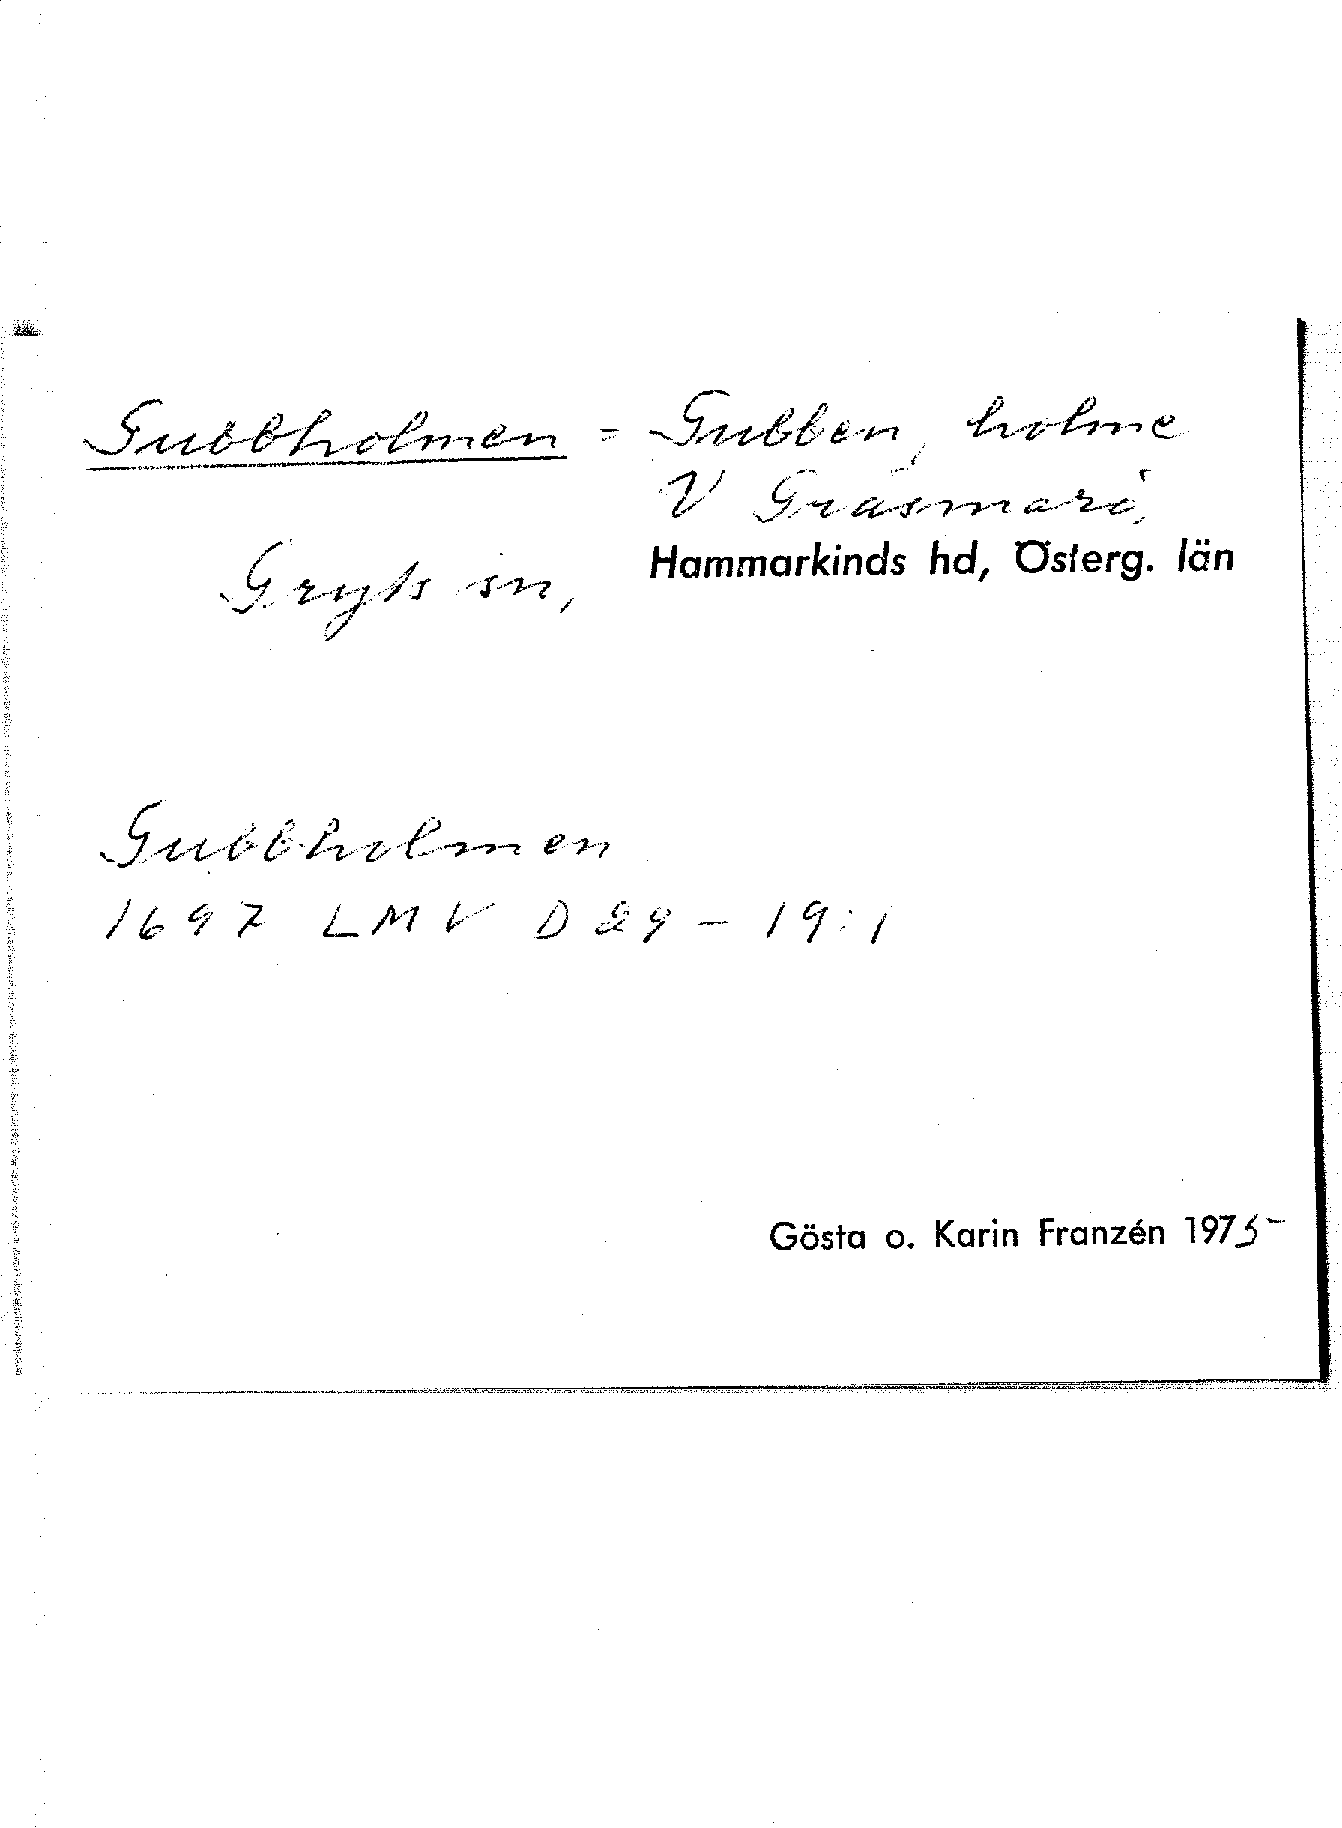 Gubbholmen = Gubben, holme
V Gräsmarö,
Gryts sn, Hammarkinds hd, Österg. län
Gubbholmen
1697 LMV D29-19:1
Gösta o. Karin Franzén 1975